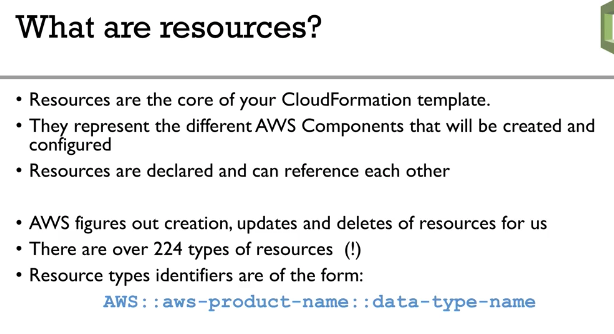 What are resources?
• Resources are the core of your CloudFormation template.
• They represent the different AWS Components that will be created and
configured
• Resources are declared and can reference each other
• AWS figures out creation, updates and deletes of resources for us
• There are over 224 types of resources (!)
• Resource types identifiers are of the form:
AWS::aws-product-name::data-type-name